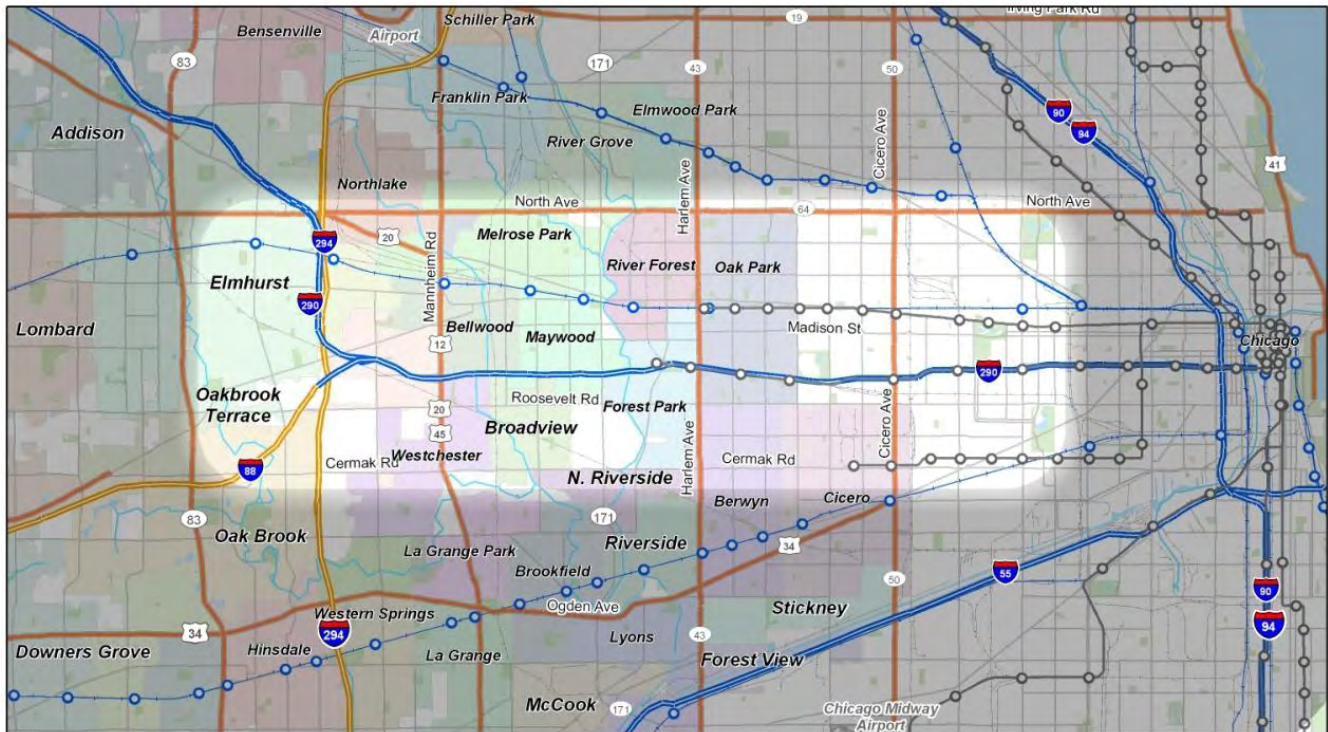 Schiller Park
19
Irving Park Rd
Bensenville
Airport
83
171
43
50
Franklin Park
Elmwood Park
90
94
Addison
River Grove
Cicero Ave
41
Northlake
Harlem Ave
North Ave
64
North Ave
294
20
Mannheim Rd
Melrose Park
River Forest
Oak Park
Elmhurst
290
Lombard
Bellwood
Maywood
Madison St
12
Chicago
290
Oakbrook
Terrace
20
Roosevelt Rd
Forest Park
Cicero Ave
45
Broadview
Harlem Ave
88
Cermak Rd
Westchester
Cermak Rd
N. Riverside
Berwyn
Cicero
83
171
Oak Brook
La Grange Park
Riverside
34
Brookfield
55
50
90
Western Springs
Ogden Ave
Stickney
34
294
43
94
Downers Grove
Hinsdale
La Grange
Lyons
Forest View
McCook
171
Chicago Midway
Airport